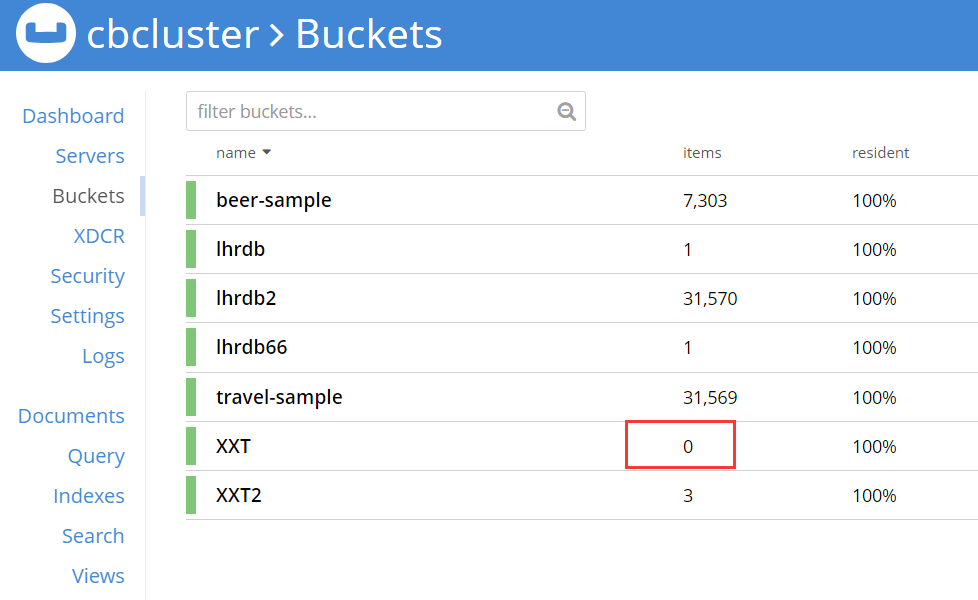 cbcluster > Buckets
Dashboard
Servers
Buckets
XDCR
Security
Settings
Logs
Documents
Query
Indexes
Search
Views
filter buckets...
name items resident
beer-sample 7,303 100%
lhrdb 1 100%
lhrdb2 31,570 100%
lhrdb66 1 100%
travel-sample 31,569 100%
XXT 0 100%
XXT2 3 100%